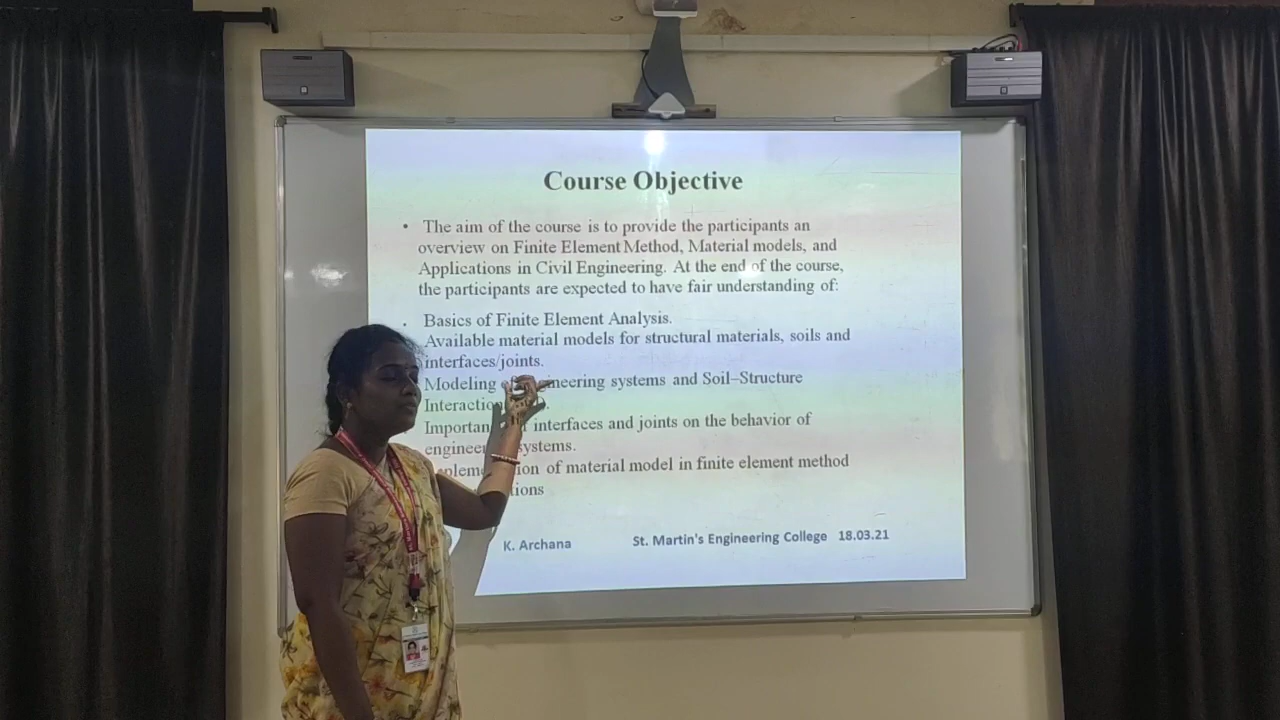 Course Objective
• The aim of the course is to provide the participants an
overview on Finite Element Method, Material models, and
Applications in Civil Engineering. At the end of the course,
the participants are expected to have fair understanding of:
Basics of Finite Element Analysis.
Available material models for structural materials, soils and
interfaces/joints.
Modeling systems and Soil–Structure
Interaction
interfaces and joints on the behavior of
systems.
of material model in finite element method
K. Archana St. Martin's Engineering College 18.03.21